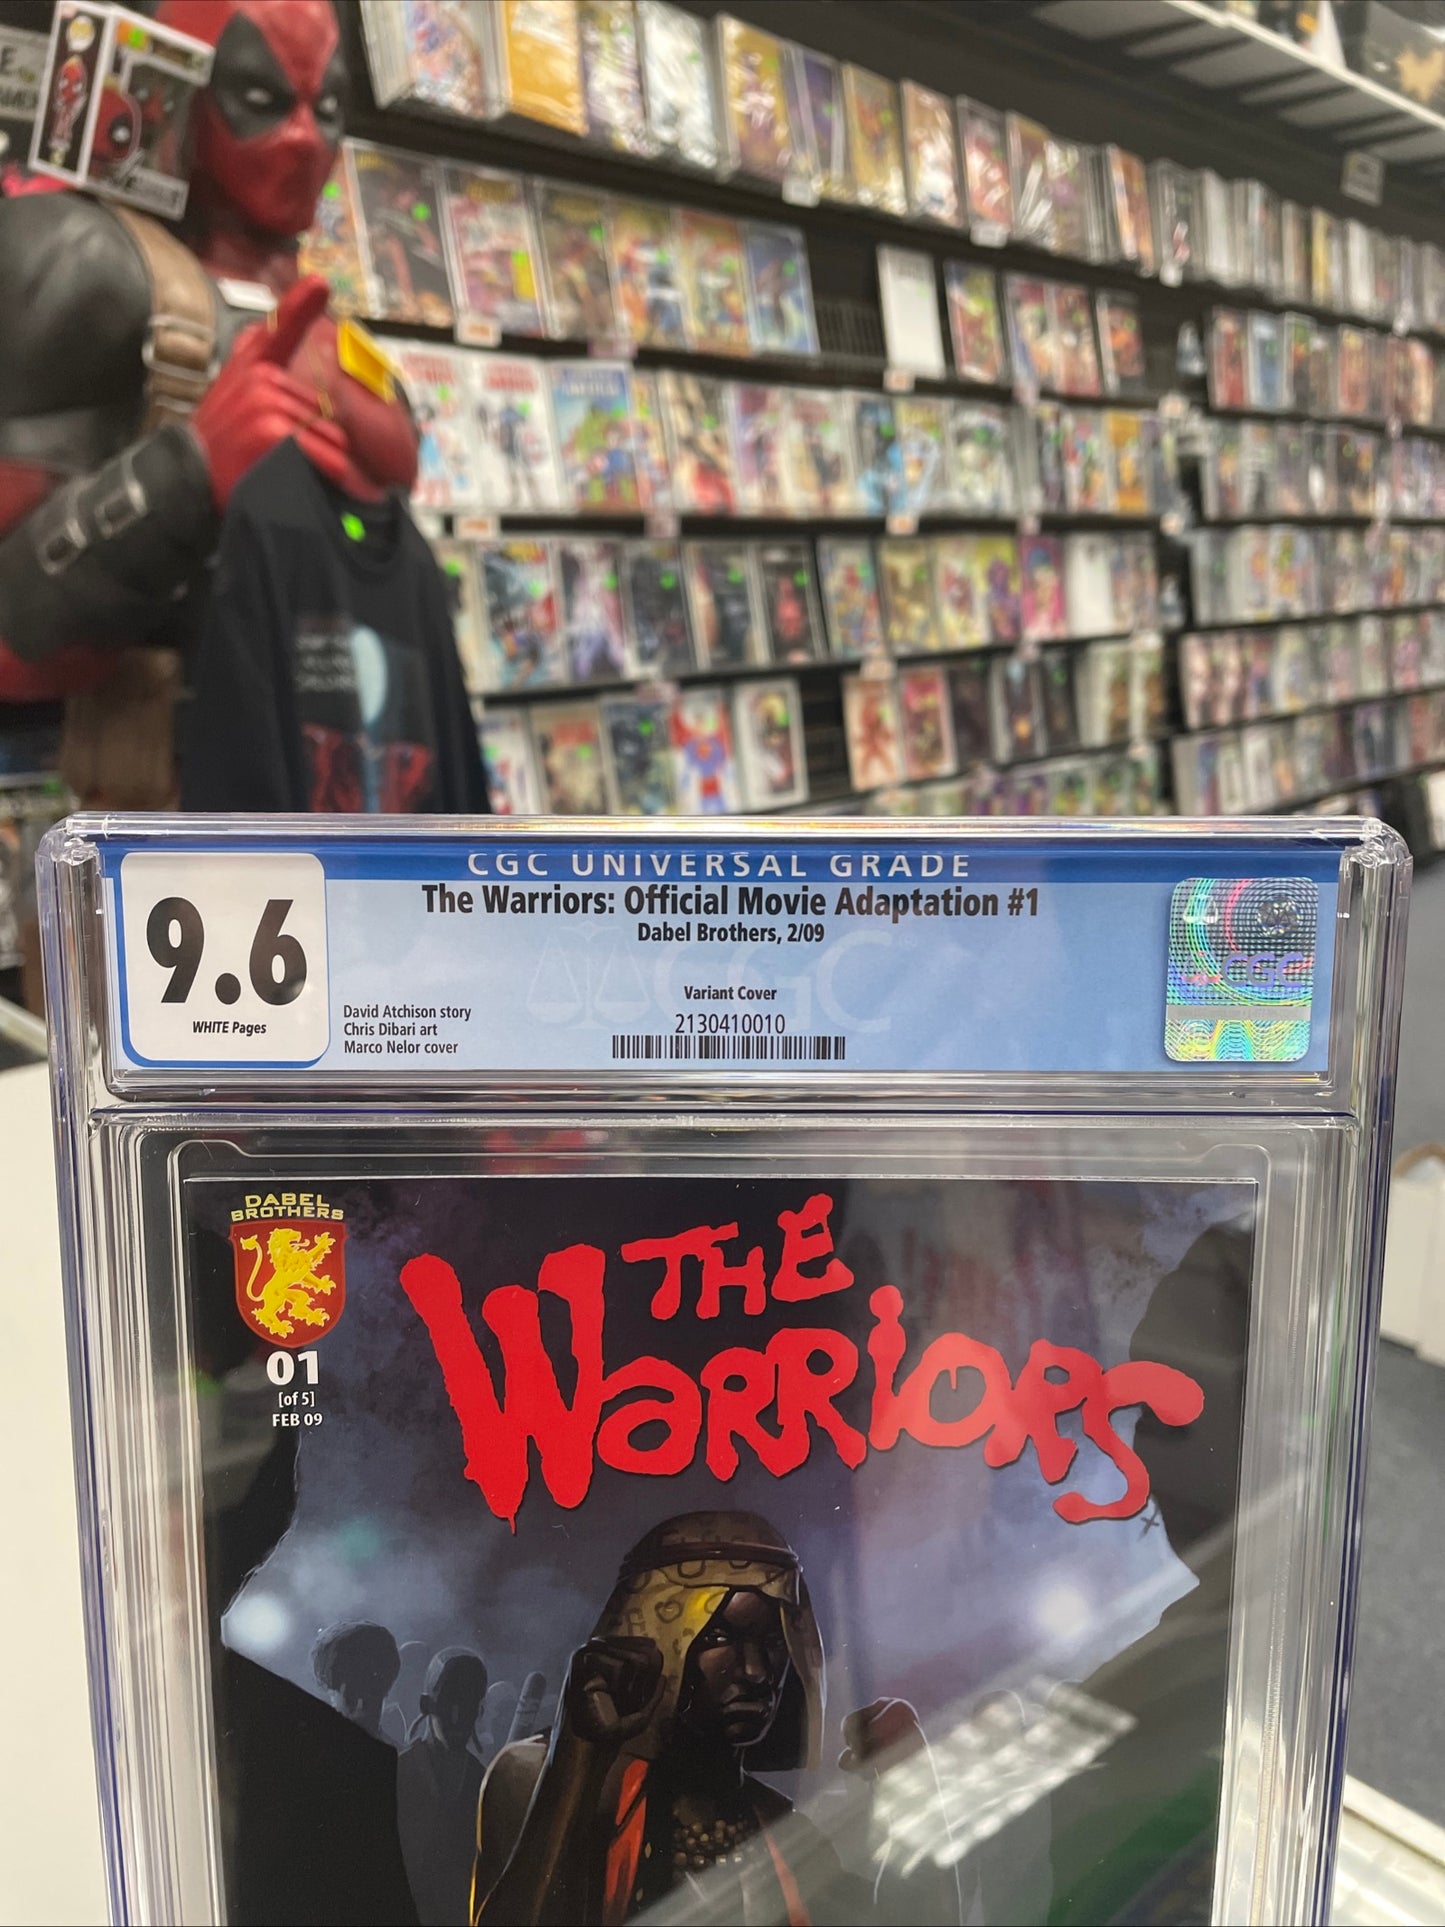 CGC UNIVERSAL GRADE
9.6
WHITE Pages
The Warriors: Official Movie Adaptation #1
Dabel Brothers, 2/09
Variant Cover
2130410010
David Atchison story
Chris Dibari art
Marco Nelor cover
CGC
CGC
DABEL
BROTHERS
01
[of 5]
FEB 09
THE
WARRIORS